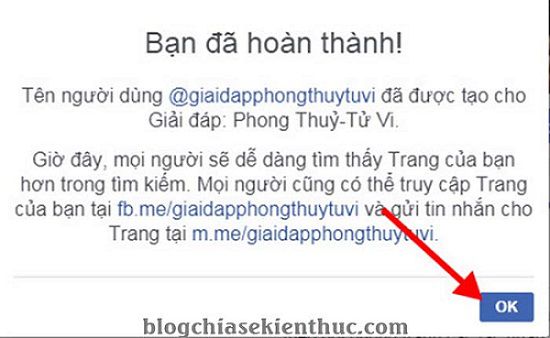 Bạn đã hoàn thành!
Tên người dùng @giaidapphongthuytuvi đã được tạo cho
Giải đáp: Phong Thuỷ-Tử Vi.
Giờ đây, mọi người sẽ dễ dàng tìm thấy Trang của bạn
hơn trong tìm kiếm. Mọi người cũng có thể truy cập Trang
của bạn tại fb.me/giaidapphongthuytuvi và gửi tin nhắn cho
Trang tại m.me/giaidapphongthuytuvi.
OK
blogchiasekienthuc.com